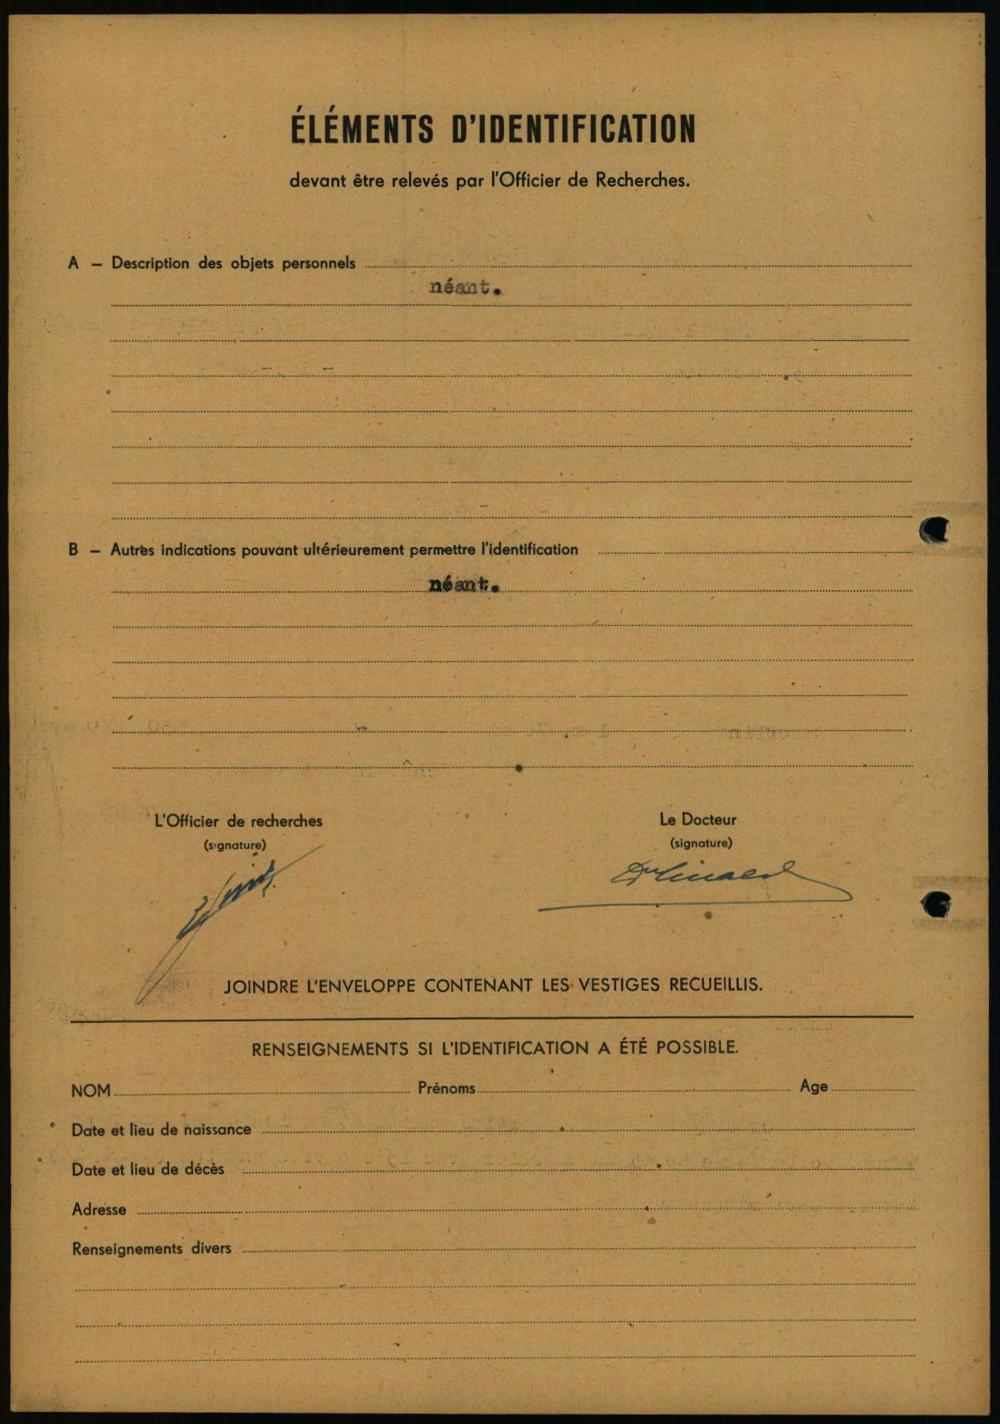 ÉLÉMENTS D'IDENTIFICATION
devant être relevés par l'Officier de Recherches.
A – Description des objets personnels
néant.
B – Autres indications pouvant ultérieurement permettre l'identification
néant.
L'Officier de recherches
(signature)
Le Docteur
(signature)
JOINDRE L'ENVELOPPE CONTENANT LES VESTIGES RECUEILLIS.
RENSEIGNEMENTS SI L'IDENTIFICATION A ÉTÉ POSSIBLE.
NOM Prénoms Age
Date et lieu de naissance
Date et lieu de décès
Adresse
Renseignements divers